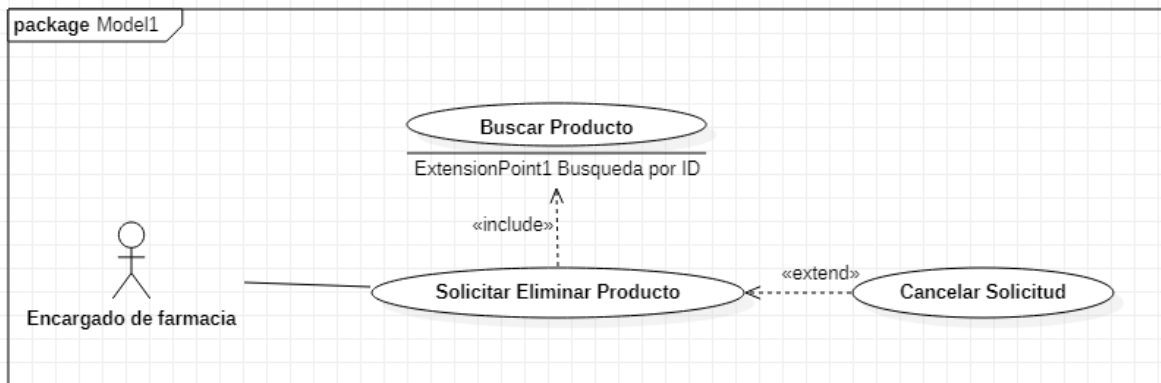 package Model1
Buscar Producto
ExtensionPoint1 Busqueda por ID
«include»
«extend»
Solicitar Eliminar Producto
Cancelar Solicitud
Encargado de farmacia